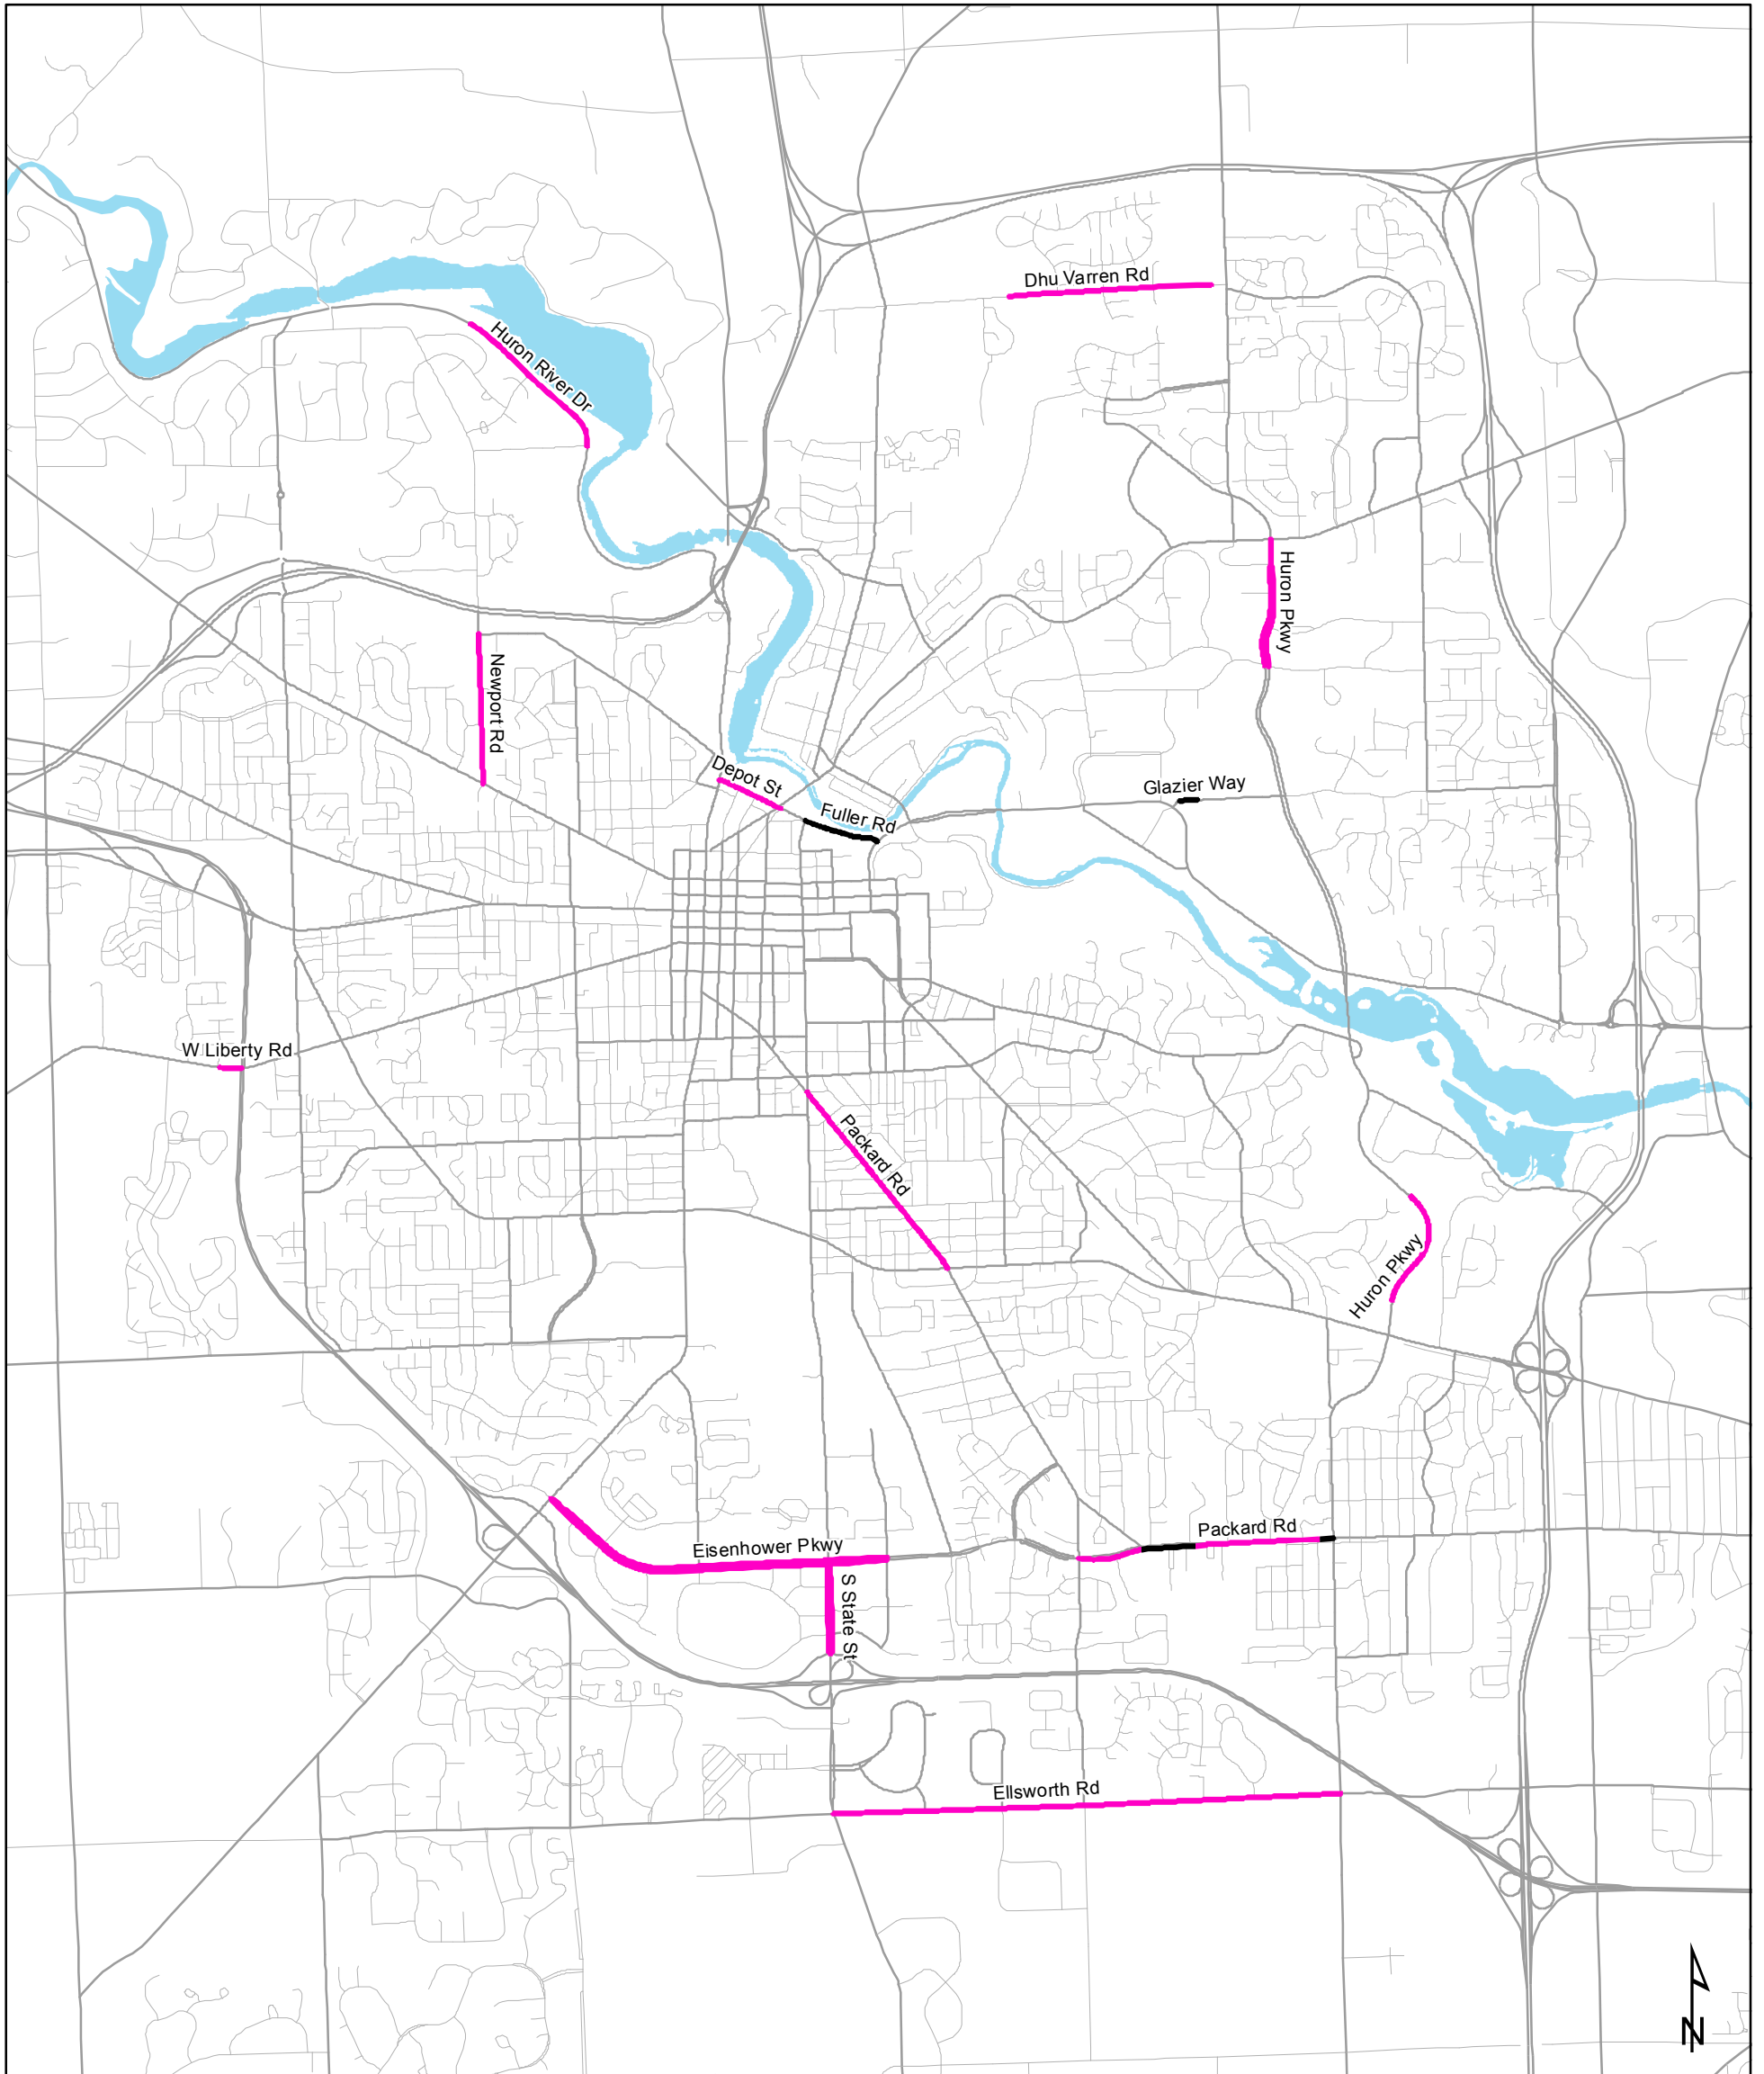 Dhu Varren Rd
Huron River Dr
Huron Pkwy
Newport Rd
Depot St
Glazier Way
Fuller Rd
W Liberty Rd
Packard Rd
Huron Pkwy
Packard Rd
Eisenhower Pkwy
S State St
Ellsworth Rd
N